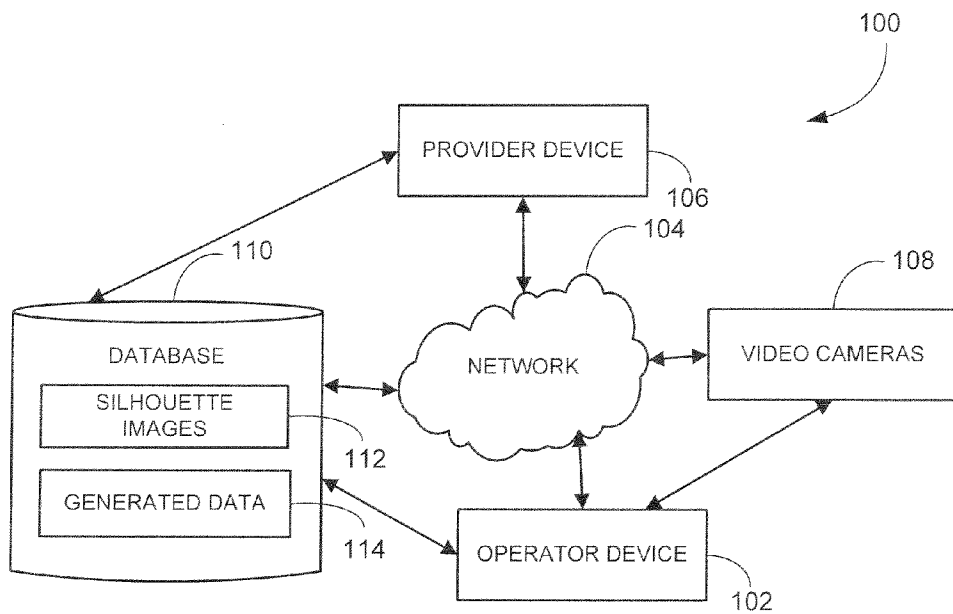 100
PROVIDER DEVICE
106
104
110
108
DATABASE
NETWORK
VIDEO CAMERAS
SILHOUETTE
IMAGES
112
GENERATED DATA
114
OPERATOR DEVICE
102